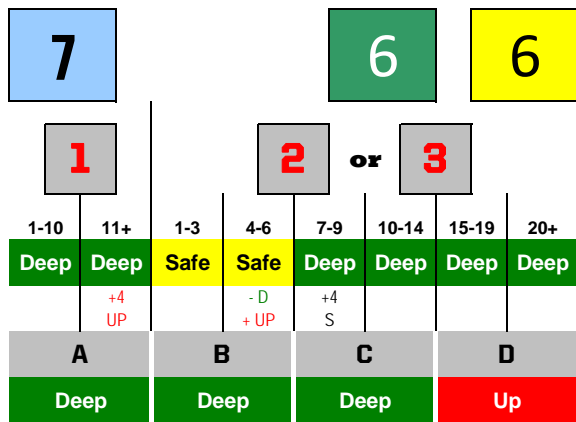 7 6 6
1 2 or 3
1-10 11+ 1-3 4-6 7-9 10-14 15-19 20+
Deep Deep Safe Safe Deep Deep Deep Deep
+4 - D +4
UP + UP S
A B C D
Deep Deep Deep Up